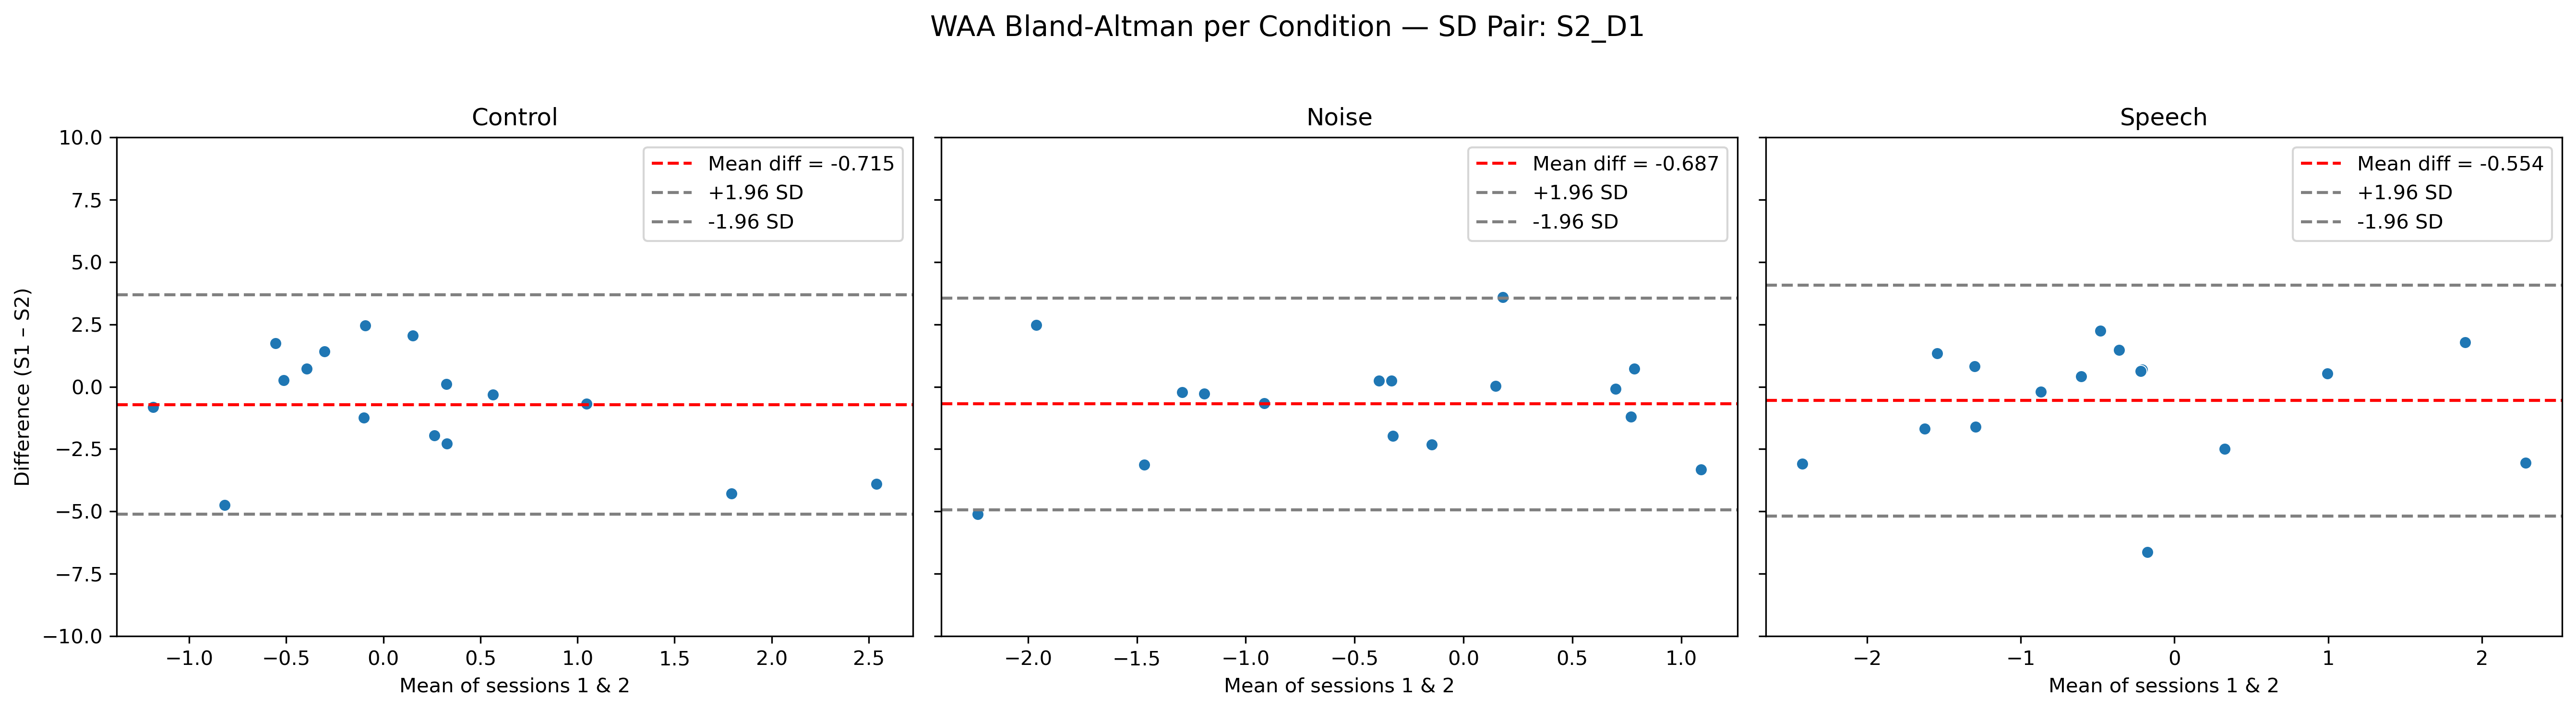 WAA Bland-Altman per Condition — SD Pair: S2_D1
Control
Noise
Speech
Mean diff = -0.715
+1.96 SD
-1.96 SD
Mean diff = -0.687
+1.96 SD
-1.96 SD
Mean diff = -0.554
+1.96 SD
-1.96 SD
Difference (S1 – S2)
10.0
7.5
5.0
2.5
0.0
−2.5
−5.0
−7.5
−10.0
−1.0 −0.5 0.0 0.5 1.0 1.5 2.0 2.5
−2.0 −1.5 −1.0 −0.5 0.0 0.5 1.0
−2 −1 0 1 2
Mean of sessions 1 & 2
Mean of sessions 1 & 2
Mean of sessions 1 & 2